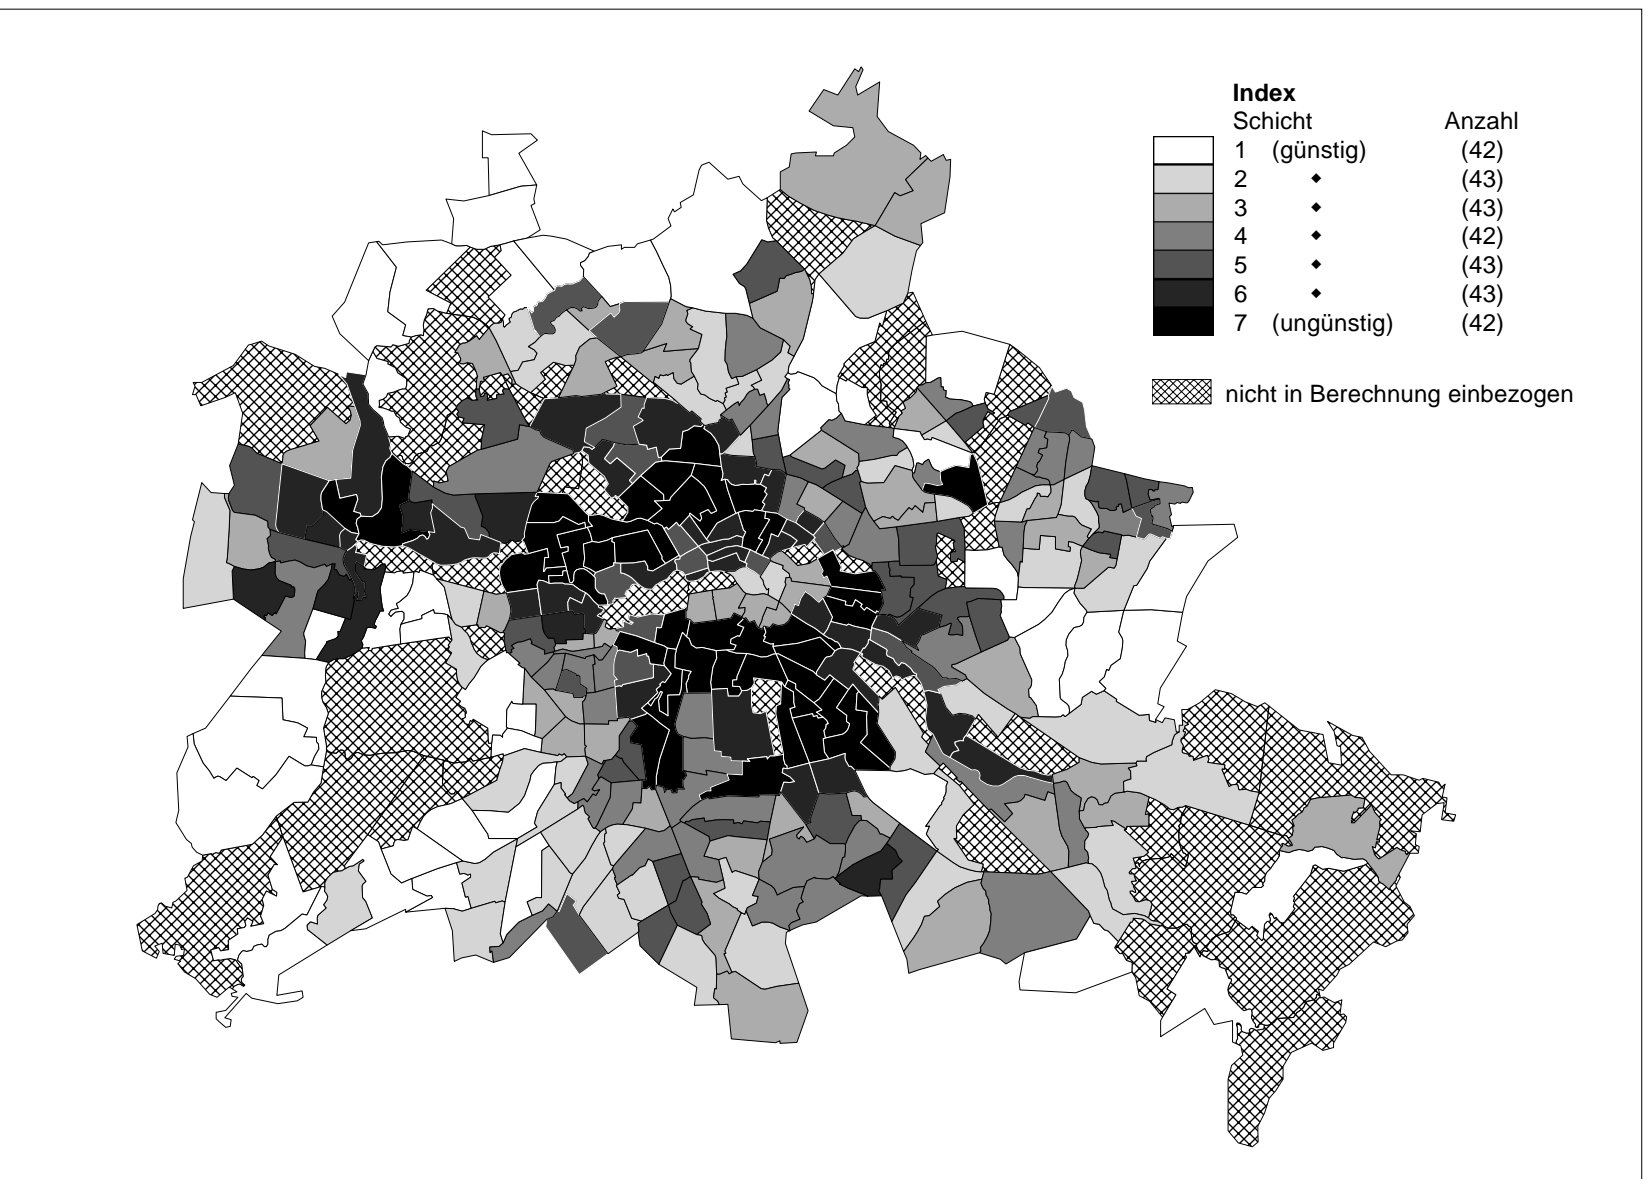 Index
Schicht Anzahl
1 (günstig) (42)
2 (43)
3 (43)
4 (42)
5 (43)
6 (43)
7 (ungünstig) (42)
nicht in Berechnung einbezogen